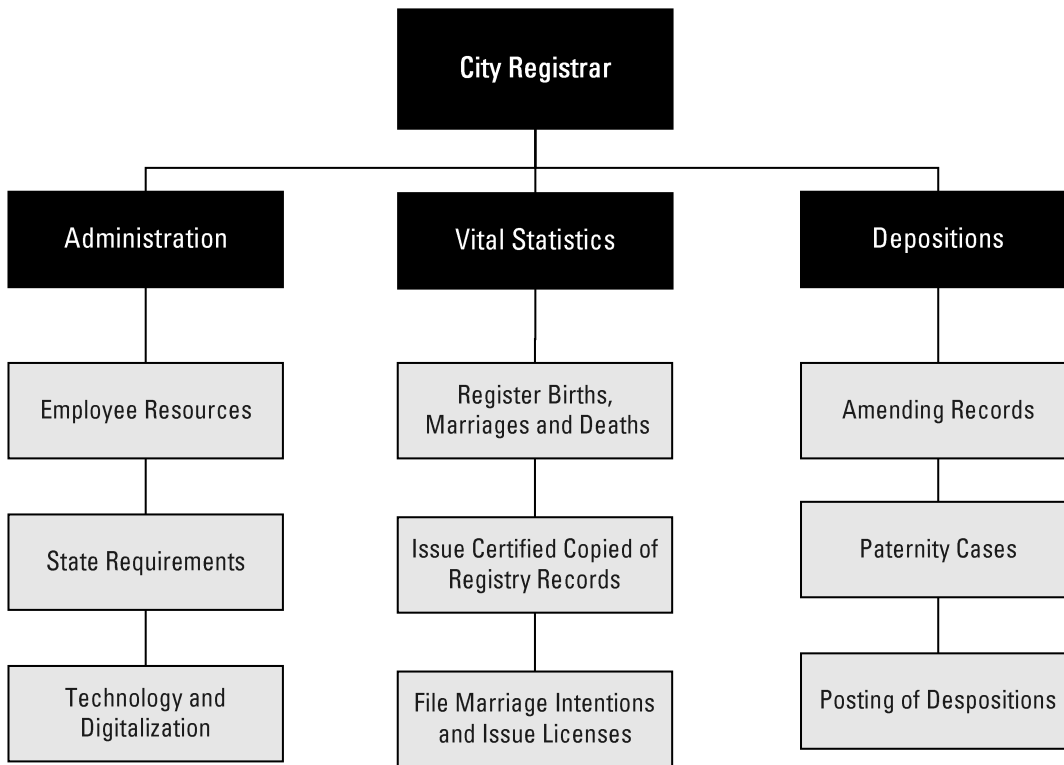 City Registrar
Administration
Vital Statistics
Depositions
Employee Resources
Register Births,
Marriages and Deaths
Amending Records
State Requirements
Issue Certified Copied of
Registry Records
Paternity Cases
Technology and
Digitalization
File Marriage Intentions
and Issue Licenses
Posting of Despositions